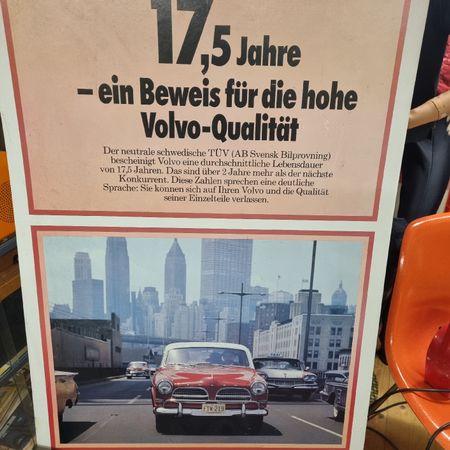 17,5 Jahre
– ein Beweis für die hohe
Volvo-Qualität
Der neutrale schwedische TÜV (AB Svensk Bilprovning)
bescheinigt Volvo eine durchschnittliche Lebensdauer
von 17,5 Jahren. Das sind über 2 Jahre mehr als der nächste
Konkurrent. Diese Zahlen sprechen eine deutliche
Sprache: Sie können sich auf Ihren Volvo und die Qualität
seiner Einzelteile verlassen.